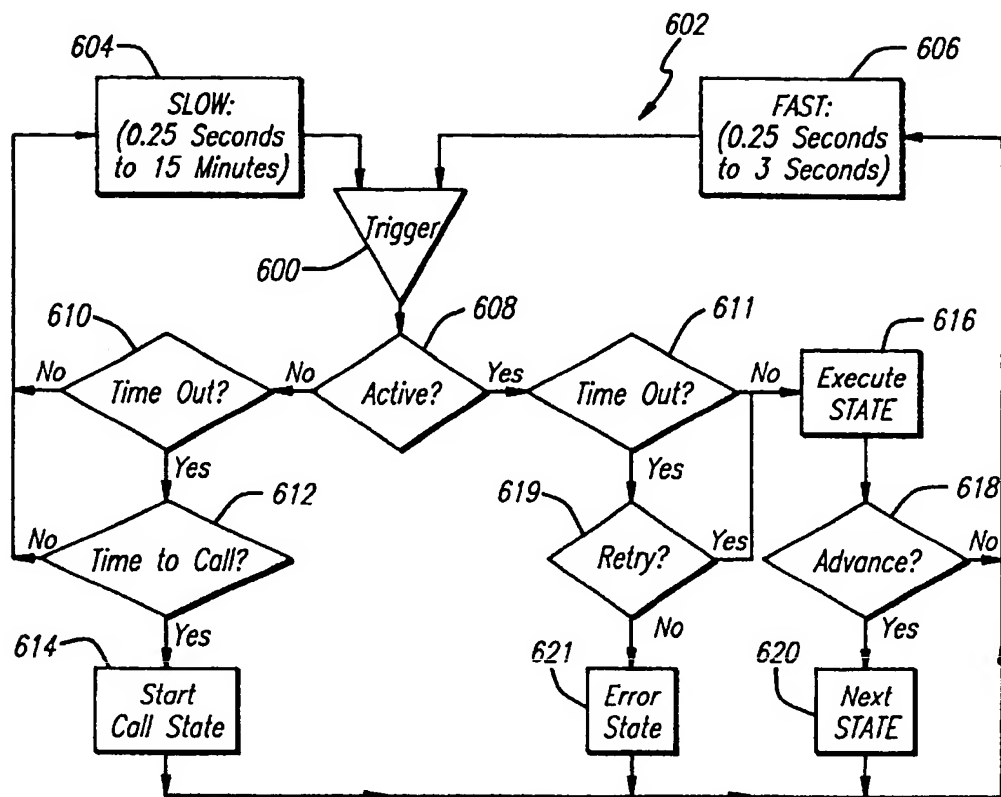 604
602
606
SLOW:
(0.25 Seconds
to 15 Minutes)
FAST:
(0.25 Seconds
to 3 Seconds)
Trigger
600
610
608
611
616
No
Time Out?
No
Active?
Yes
Time Out?
No
Execute
STATE
Yes
612
Yes
619
618
No
Time to Call?
Retry?
Yes
Advance?
No
Yes
No
Yes
614
621
620
Start
Call State
Error
State
Next
STATE